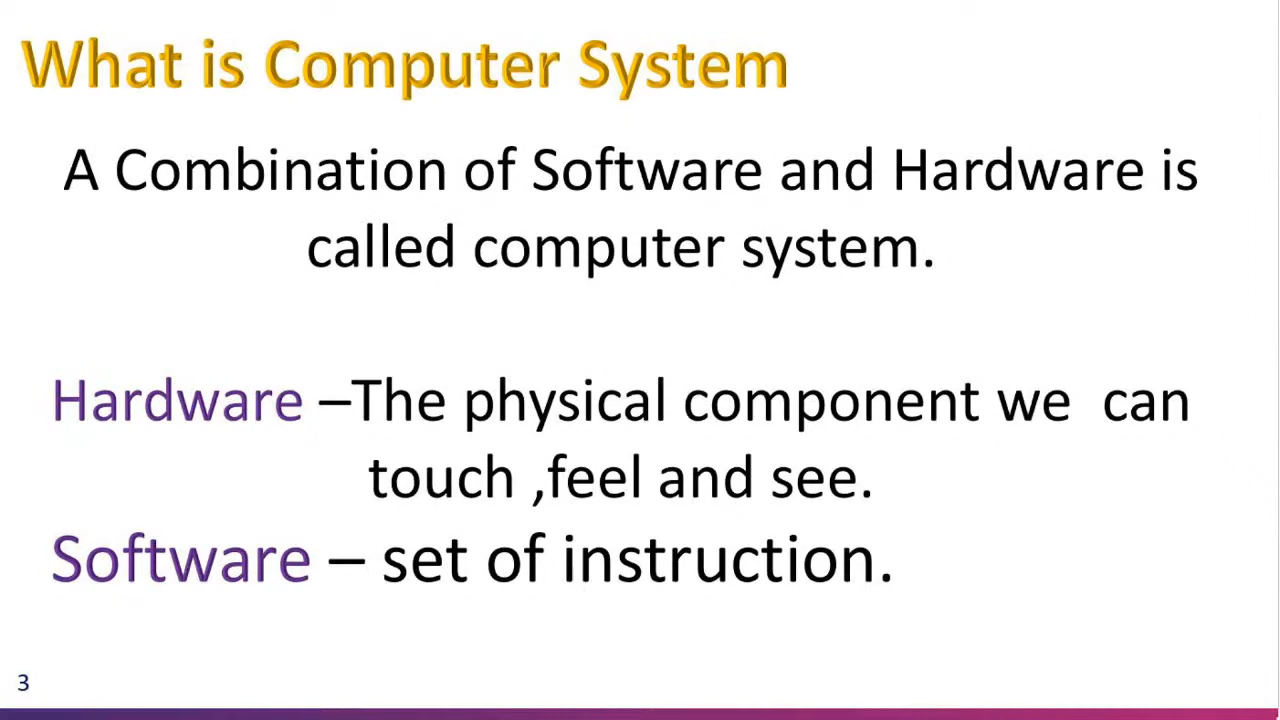 What is Computer System
A Combination of Software and Hardware is
called computer system.
Hardware –The physical component we  can
touch ,feel and see.
Software – set of instruction.
3